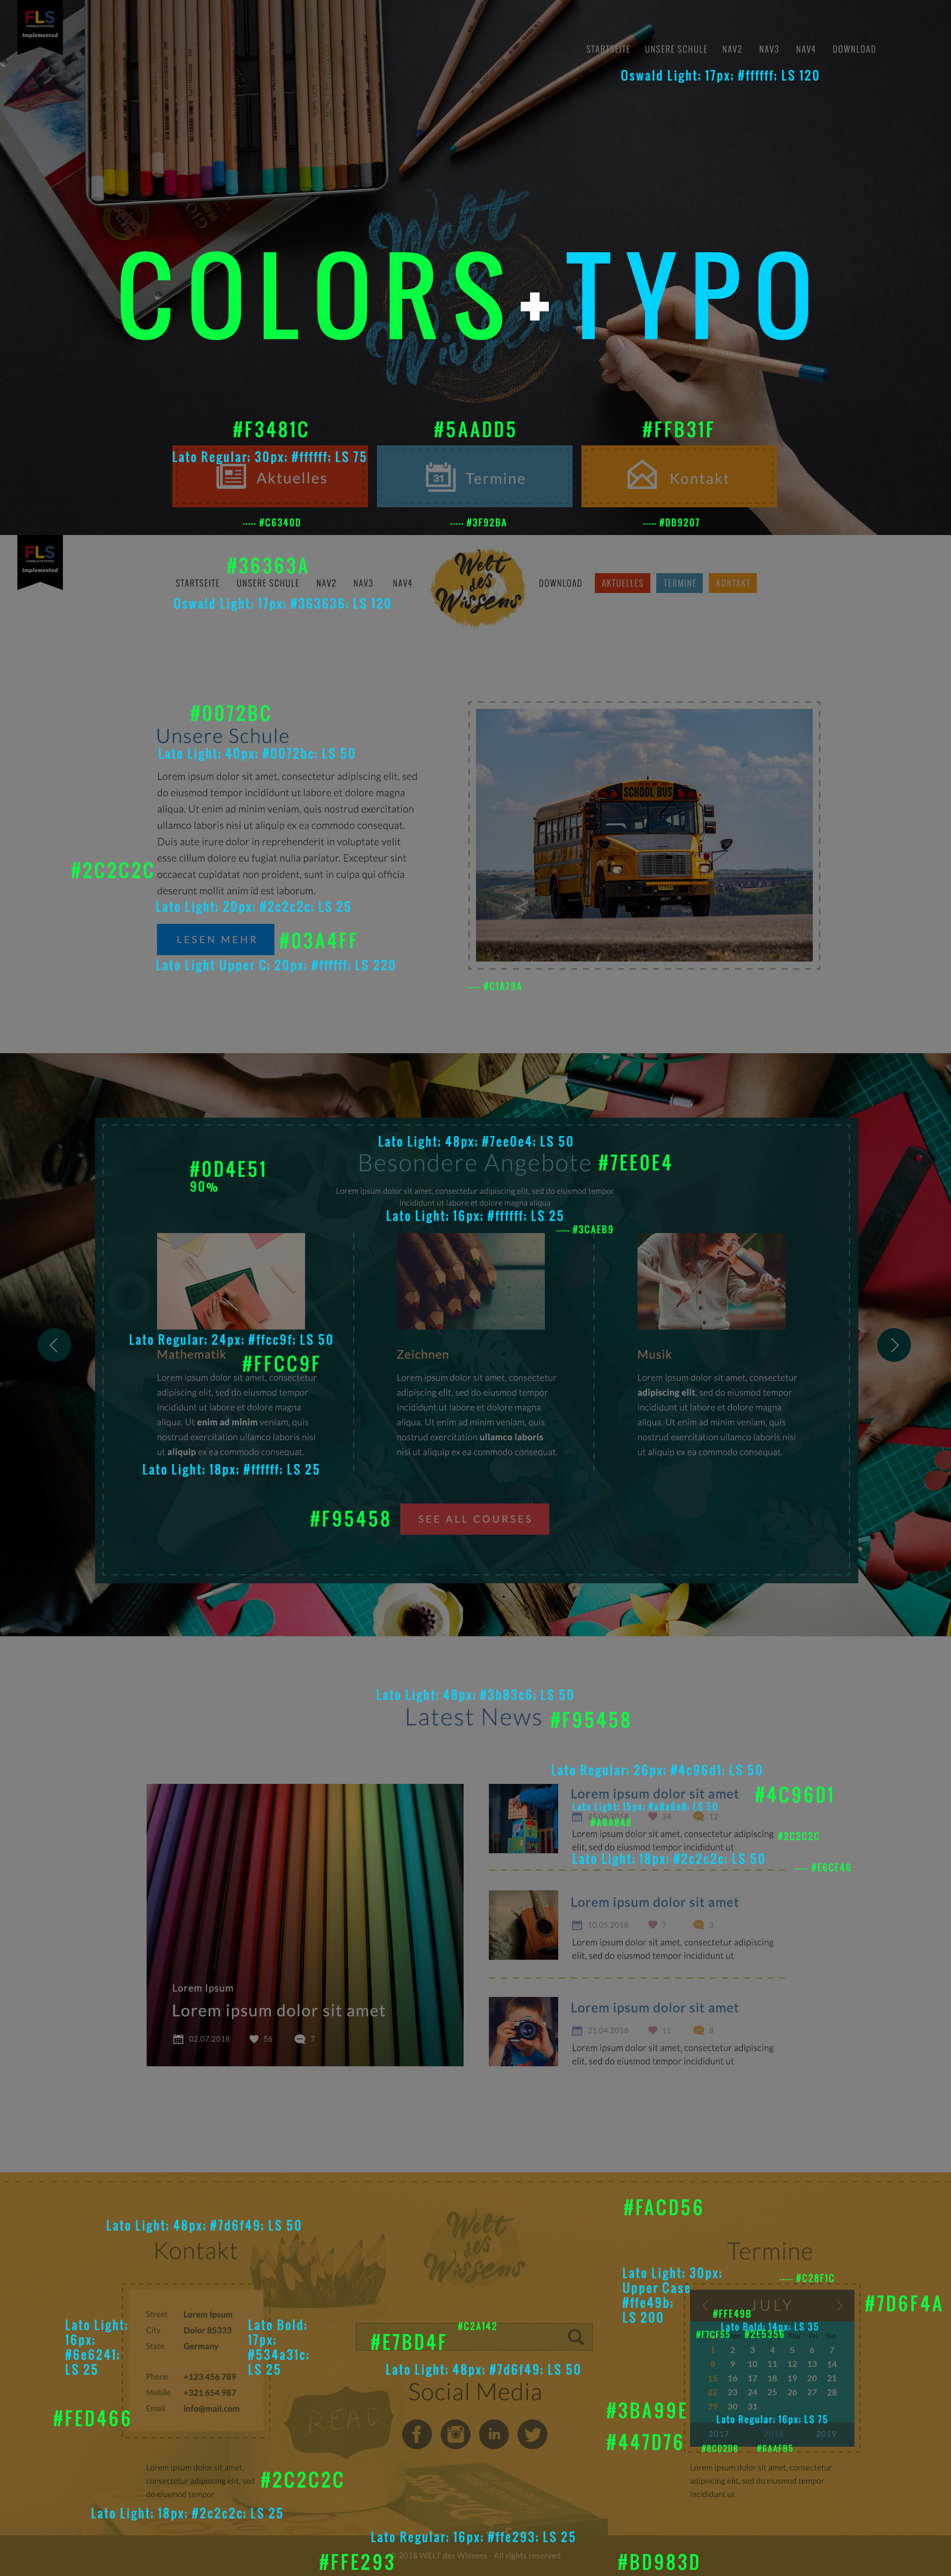 FLS
Implemented
STARTSEITE UNSERE SCHULE NAV2 NAV3 NAV4 DOWNLOAD
Oswald Light; 17px; #ffffff; LS 120
Welt des Wissens
COLORS + TYPO
#F3481C #5AADD5 #FFB31F
Lato Regular; 30px; #ffffff; LS 75
Aktuelles 31 Termine Kontakt
----- #C6340D ----- #3F92BA ----- #DB9207
FLS
Implemented
#36363A
STARTSEITE UNSERE SCHULE NAV2 NAV3 NAV4 Welt des Wissens DOWNLOAD AKTUELLES TERMINE KONTAKT
Oswald Light; 17px; #363636; LS 120
#0072BC
Unsere Schule
Lato Light; 40px; #0072bc; LS 50
Lorem ipsum dolor sit amet, consectetur adipiscing elit, sed
do eiusmod tempor incididunt ut labore et dolore magna
aliqua. Ut enim ad minim veniam, quis nostrud exercitation
ullamco laboris nisi ut aliquip ex ea commodo consequat.
Duis aute irure dolor in reprehenderit in voluptate velit
esse cillum dolore eu fugiat nulla pariatur. Excepteur sint
#2C2C2C
occaecat cupidatat non proident, sunt in culpa qui officia
deserunt mollit anim id est laborum.
Lato Light; 20px; #2c2c2c; LS 25
LESEN MEHR #03A4FF
Lato Light Upper C; 20px; #ffffff; LS 220
SCHOOL BUS
----- #C1A79A
Lato Light; 48px; #7ee0e4; LS 50
#0D4E51
90%
Besondere Angebote #7EE0E4
Lorem ipsum dolor sit amet, consectetur adipiscing elit, sed do eiusmod tempor
incididunt ut labore et dolore magna aliqua
Lato Light; 16px; #ffffff; LS 25
----- #3CAEB9
Lato Regular; 24px; #ffcc9f; LS 50
Mathematik #FFCC9F
Lorem ipsum dolor sit amet, consectetur
adipiscing elit, sed do eiusmod tempor
incididunt ut labore et dolore magna
aliqua. Ut enim ad minim veniam, quis
nostrud exercitation ullamco laboris nisi
ut aliquip ex ea commodo consequat.
Lato Light; 18px; #ffffff; LS 25
Zeichnen
Lorem ipsum dolor sit amet, consectetur
adipiscing elit, sed do eiusmod tempor
incididunt ut labore et dolore magna
aliqua. Ut enim ad minim veniam, quis
nostrud exercitation ullamco laboris
nisi ut aliquip ex ea commodo consequat.
Musik
Lorem ipsum dolor sit amet, consectetur
adipiscing elit, sed do eiusmod tempor
incididunt ut labore et dolore magna
aliqua. Ut enim ad minim veniam, quis
nostrud exercitation ullamco laboris nisi
ut aliquip ex ea commodo consequat.
#F95458 SEE ALL COURSES
Lato Light; 48px; #3b83c6; LS 50
Latest News #F95458
Lorem Ipsum
Lorem ipsum dolor sit amet
02.07.2018 56 7
Lato Regular; 26px; #4c96d1; LS 50
Lorem ipsum dolor sit amet #4C96D1
Lato Light; 15px; #a8a8a8; LS 50
34 12
#A8A8A8
Lorem ipsum dolor sit amet, consectetur adipiscing #2C2C2C
elit, sed do eiusmod tempor incididunt ut
Lato Light; 18px; #2c2c2c; LS 50
----- #E6CE46
Lorem ipsum dolor sit amet
10.05.2018 7 3
Lorem ipsum dolor sit amet, consectetur adipiscing
elit, sed do eiusmod tempor incididunt ut
Lorem ipsum dolor sit amet
21.04.2018 11 8
Lorem ipsum dolor sit amet, consectetur adipiscing
elit, sed do eiusmod tempor incididunt ut
Lato Light; 48px; #7d6f49; LS 50
Kontakt
Lato Light;
16px;
#6e6241;
LS 25
Street Lorem Ipsum
City Dolor 85333
State Germany
Phone +123 456 789
Mobile +321 654 987
Email info@mail.com
Lato Bold;
17px;
#534a31c;
LS 25
#FED466
Lorem ipsum dolor sit amet,
consectetur adipiscing elit, sed
do eiusmod tempor
#2C2C2C
Lato Light; 18px; #2c2c2c; LS 25
Welt des Wissens
#C2A142
#E7BD4F
Lato Light; 48px; #7d6f49; LS 50
Social Media
READ
Lato Regular; 16px; #ffe293; LS 25
© 2018 WELT des Wissens - All rights reserved
#FFE293
#FACD56
Termine
Lato Light; 30px;
Upper Case
#ffe49b;
LS 200
----- #C28F1C
JULY
#7D6F4A
#FFE49B
Lato Bold; 14px; LS 35
#F7CF55 #2E5356 Thu Fri Sat
1 2 3 4 5 6 7
8 9 10 11 12 13 14
15 16 17 18 19 20 21
22 23 24 25 26 27 28
29 30 31
#3BA99E
Lato Regular; 16px; LS 75
2017 2018 2019
#447D76
#8CD2D8 #6AAFB5
Lorem ipsum dolor sit amet, consectetur
adipiscing elit, sed do eiusmod tempor
incididunt ut
#BD983D